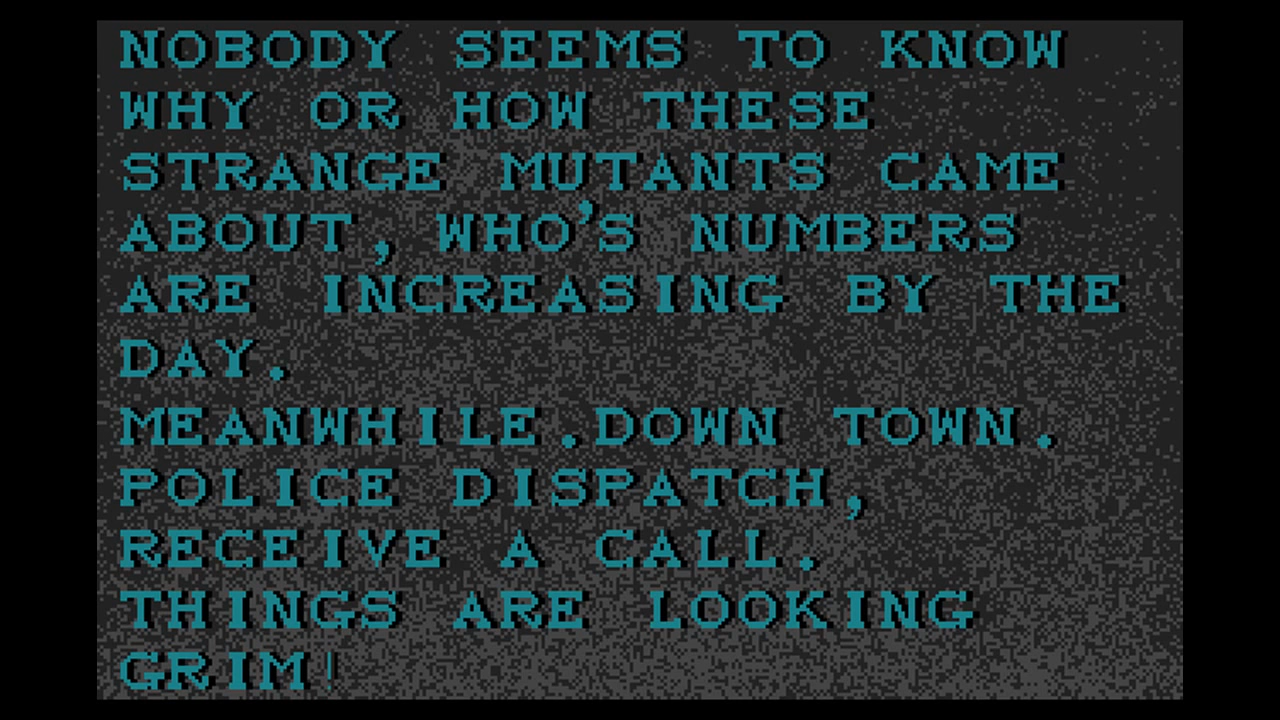 NOBODY SEEMS TO KNOW
WHY OR HOW THESE
STRANGE MUTANTS CAME
ABOUT, WHO'S NUMBERS
ARE INCREASING BY THE
DAY.
MEANWHILE.DOWN TOWN.
POLICE DISPATCH,
RECEIVE A CALL.
THINGS ARE LOOKING
GRIM!